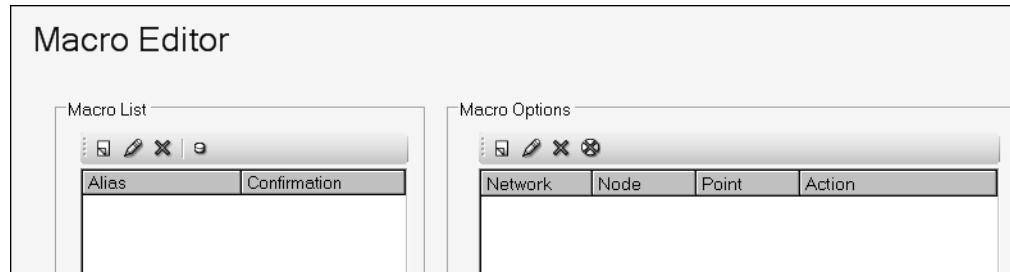 Macro Editor
Macro List
Macro Options
Alias Confirmation
Network Node Point Action